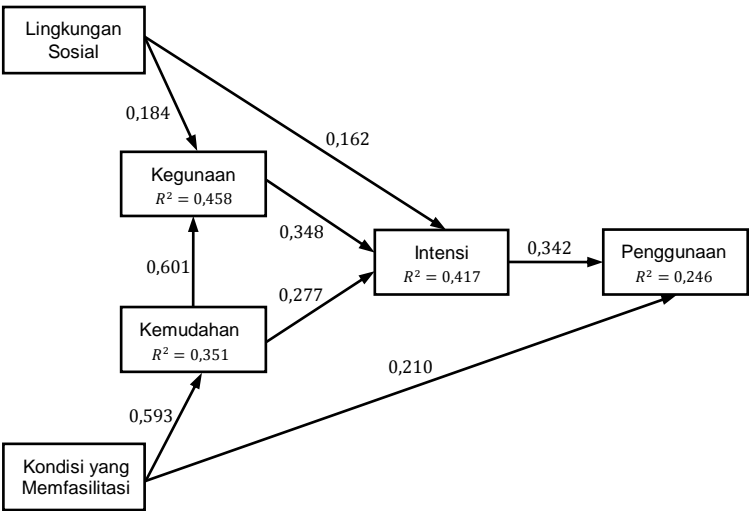 Lingkungan
Sosial
0,184
0,162
Kegunaan
𝑅² = 0,458
0,348
Intensi
𝑅² = 0,417
0,342
Penggunaan
𝑅² = 0,246
0,601
0,277
Kemudahan
𝑅² = 0,351
0,210
0,593
Kondisi yang
Memfasilitasi